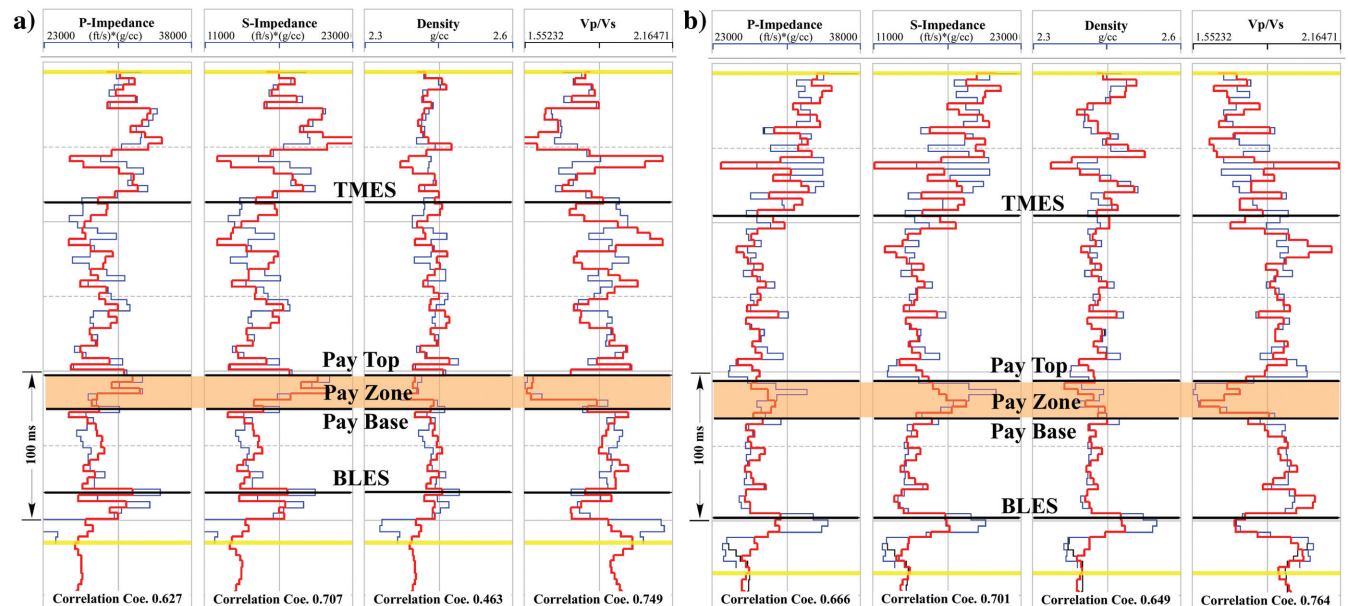 a)
P-Impedance
23000 (ft/s)*(g/cc) 38000
S-Impedance
11000 (ft/s)*(g/cc) 23000
Density
2.3 g/cc 2.6
Vp/Vs
1.55232 2.16471
TMES
Pay Top
Pay Zone
Pay Base
BLES
100 ms
Correlation Coe. 0.627
Correlation Coe. 0.707
Correlation Coe. 0.463
Correlation Coe. 0.749
b)
P-Impedance
23000 (ft/s)*(g/cc) 38000
S-Impedance
11000 (ft/s)*(g/cc) 23000
Density
2.3 g/cc 2.6
Vp/Vs
1.55232 2.16471
TMES
Pay Top
Pay Zone
Pay Base
BLES
100 ms
Correlation Coe. 0.666
Correlation Coe. 0.701
Correlation Coe. 0.649
Correlation Coe. 0.764